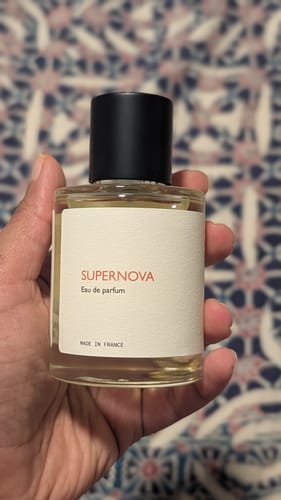 SUPERNOVA
Eau de parfum
MADE IN FRANCE